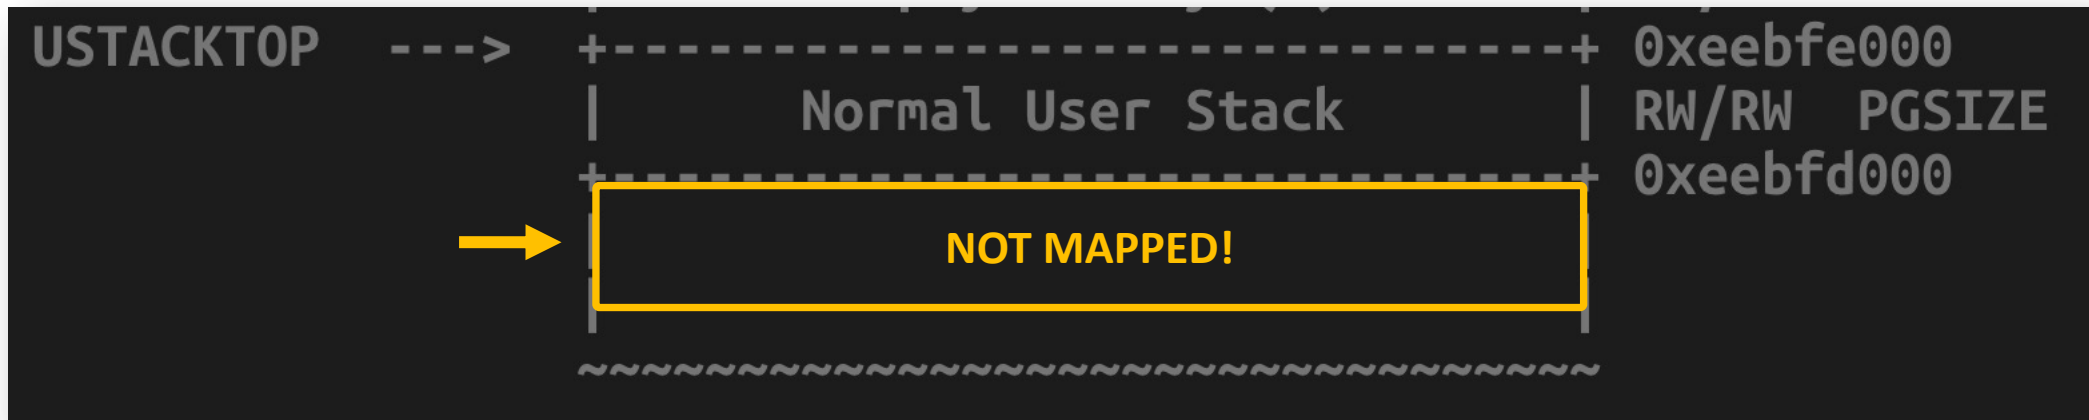 USTACKTOP ---> +------------------------------+ 0xeebfe000
| Normal User Stack | RW/RW PGSIZE
+------------------------------+ 0xeebfd000
NOT MAPPED!
~~~~~~~~~~~~~~~~~~~~~~~~~~~~~~~~